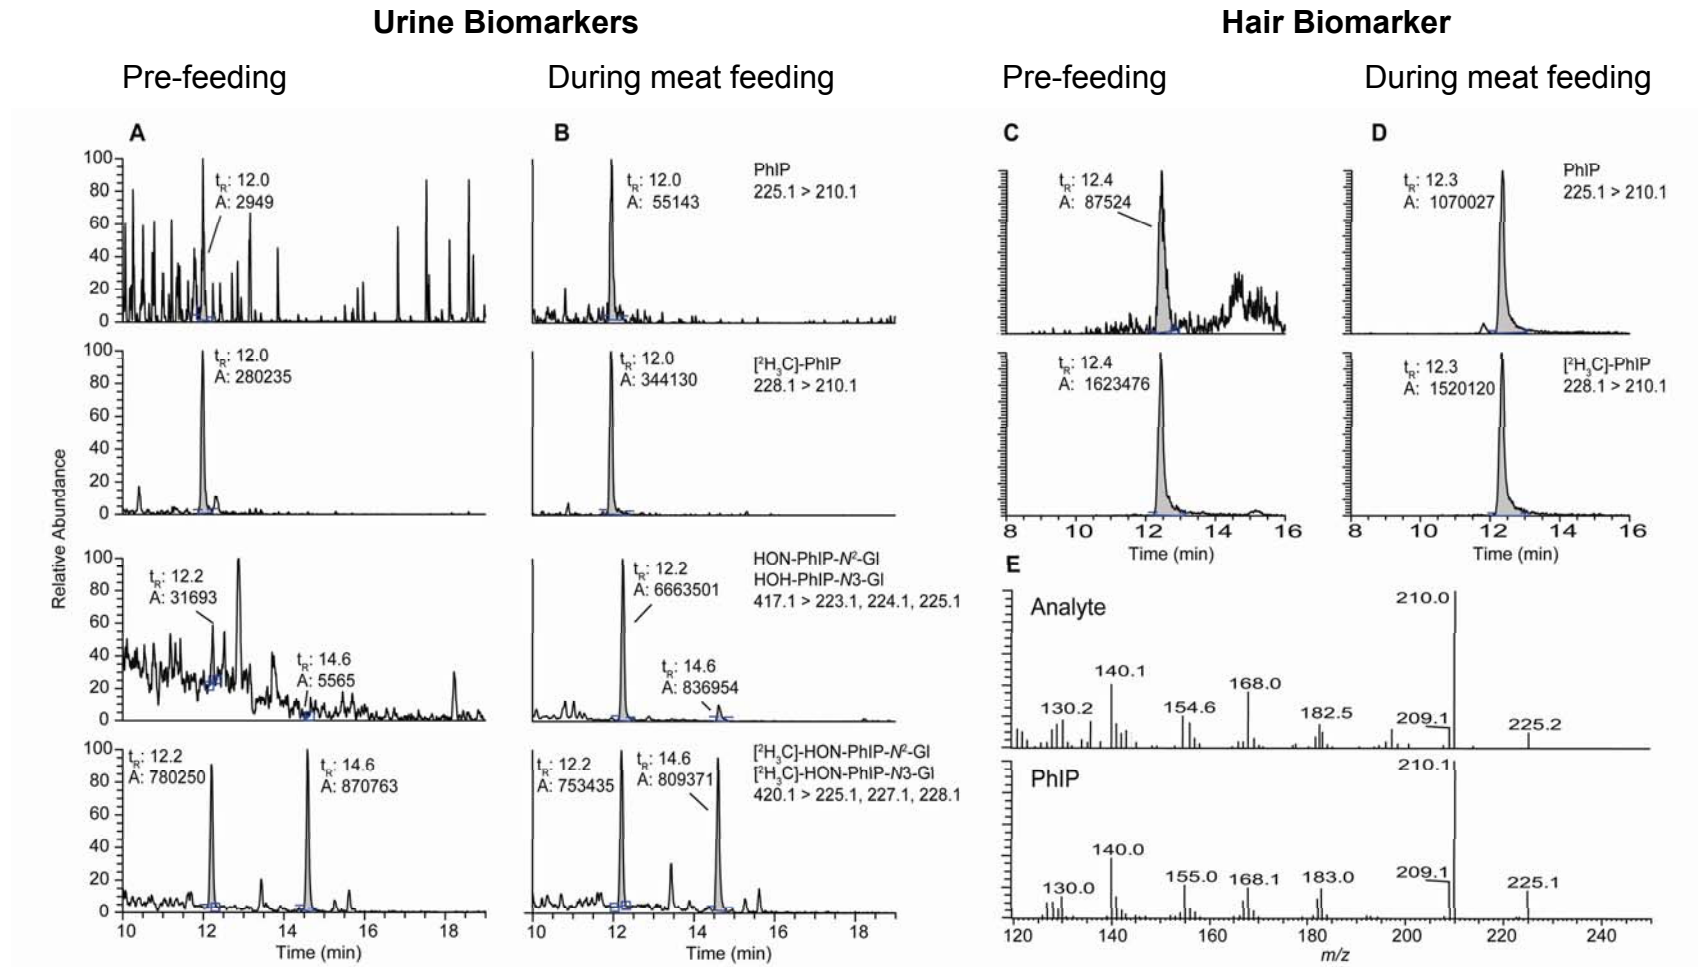 Urine Biomarkers
Hair Biomarker
Pre-feeding
During meat feeding
Pre-feeding
During meat feeding
A
100
80
60
40
20
0
tR: 12.0
A: 2949
B
tR: 12.0
A: 55143
PhIP
225.1 > 210.1
C
tR: 12.4
A: 87524
D
tR: 12.3
A: 1070027
PhIP
225.1 > 210.1
100
80
60
40
20
0
tR: 12.0
A: 280235
tR: 12.0
A: 344130
[²H₃C]-PhIP
228.1 > 210.1
tR: 12.4
A: 1623476
tR: 12.3
A: 1520120
[²H₃C]-PhIP
228.1 > 210.1
8 10 12 14 16
Time (min)
8 10 12 14 16
Time (min)
Relative Abundance
100
80
60
40
20
0
tR: 12.2
A: 31693
tR: 14.6
A: 5565
tR: 12.2
A: 6663501
tR: 14.6
A: 836954
HON-PhIP-N²-Gl
HOH-PhIP-N3-Gl
417.1 > 223.1, 224.1, 225.1
100
80
60
40
20
0
tR: 12.2
A: 780250
tR: 14.6
A: 870763
tR: 12.2
A: 753435
tR: 14.6
A: 809371
[²H₃C]-HON-PhIP-N²-Gl
[²H₃C]-HON-PhIP-N3-Gl
420.1 > 225.1, 227.1, 228.1
10 12 14 16 18
Time (min)
10 12 14 16 18
Time (min)
E
Analyte
130.2
140.1
154.6
168.0
182.5
209.1
210.0
225.2
PhIP
130.0
140.0
155.0
168.1
183.0
209.1
210.1
225.1
120 140 160 180 200 220 240
m/z